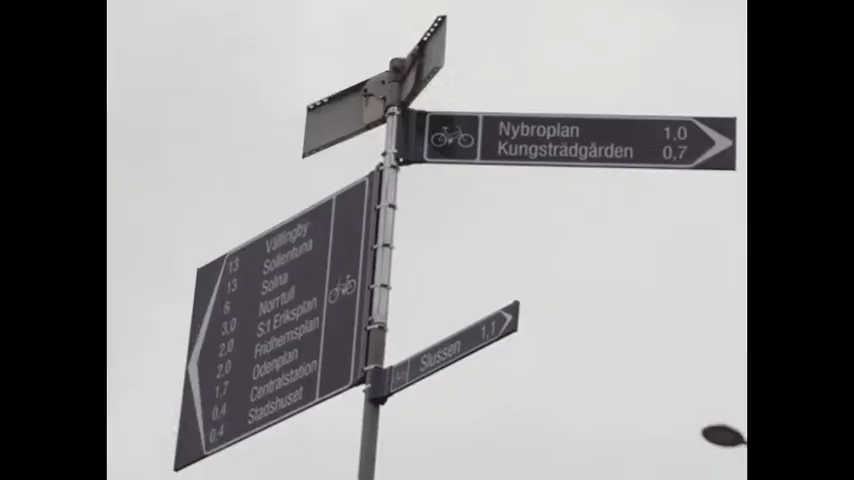 Nybroplan 1,0
Kungsträdgården 0,7
13 Vällingby
13 Sollentuna
6 Solna
3,0 Norrtull
2,0 S:t Eriksplan
2,0 Fridhemsplan
1,7 Odenplan
0,4 Centralstation
0,4 Stadshuset
Slussen 1,1